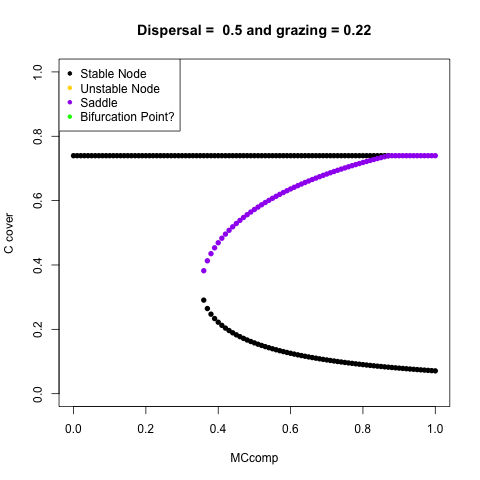 Dispersal =  0.5 and grazing = 0.22
Stable Node
Unstable Node
Saddle
Bifurcation Point?
1.0
0.8
0.6
0.4
0.2
0.0
C cover
0.0 0.2 0.4 0.6 0.8 1.0
MCcomp